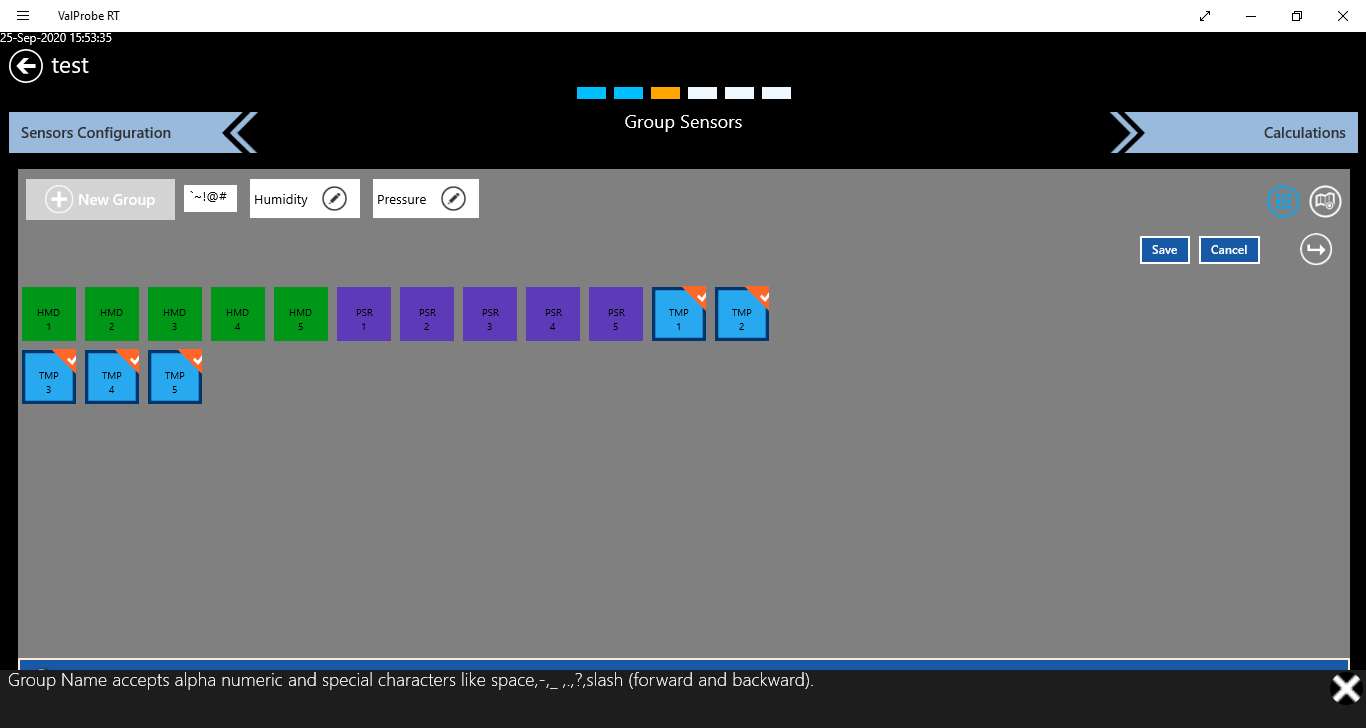 ValProbe RT
25-Sep-2020 15:53:35
test
Group Sensors
Sensors Configuration
Calculations
New Group
`~!@#
Humidity
Pressure
Save
Cancel
HMD
1
HMD
2
HMD
3
HMD
4
HMD
5
PSR
1
PSR
2
PSR
3
PSR
4
PSR
5
TMP
1
TMP
2
TMP
3
TMP
4
TMP
5
Group Name accepts alpha numeric and special characters like space,-,_ ,.,?,slash (forward and backward).